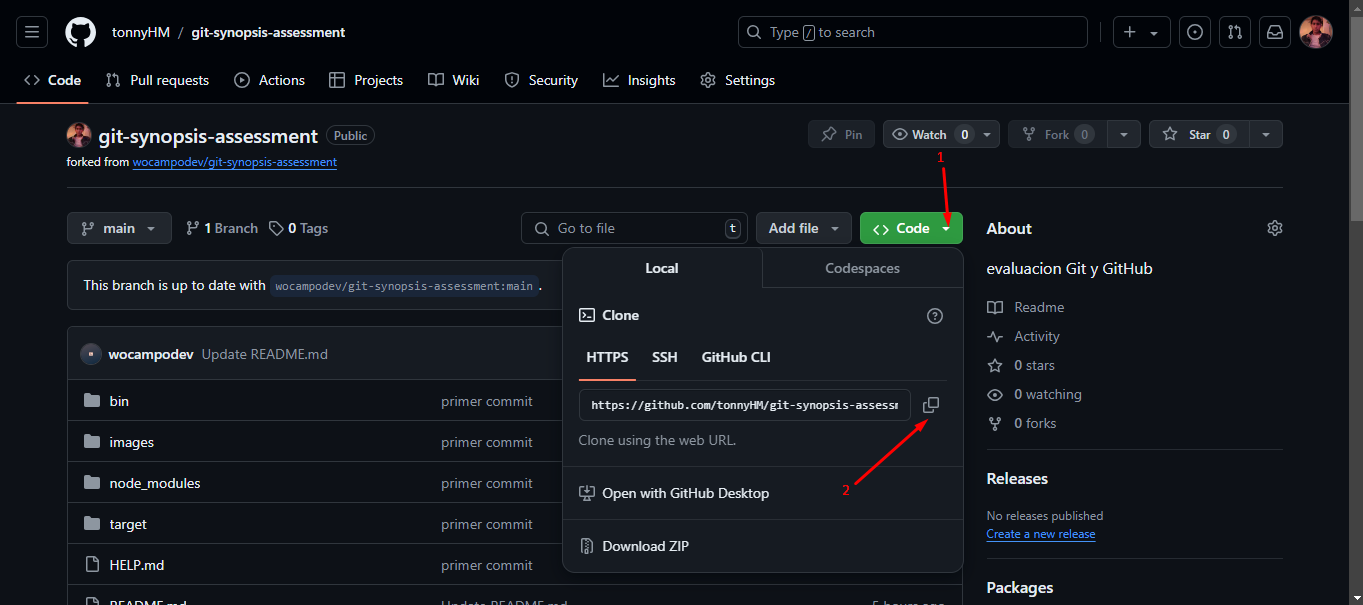 tonnyHM / git-synopsis-assessment
Type / to search
Code Pull requests Actions Projects Wiki Security Insights Settings
git-synopsis-assessment Public
Pin Watch 0 Fork 0 Star 0
forked from wocampodev/git-synopsis-assessment
1
main 1 Branch 0 Tags Go to file t Add file Code
About
Local Codespaces
evaluacion Git y GitHub
This branch is up to date with wocampodev/git-synopsis-assessment:main .
Clone
Readme
Activity
wocampodev Update README.md
HTTPS SSH GitHub CLI
0 stars
0 watching
bin primer commit
https://github.com/tonnyHM/git-synopsis-assessm
0 forks
images primer commit
Clone using the web URL.
node_modules primer commit
2
Open with GitHub Desktop
Releases
No releases published
Create a new release
target primer commit
Download ZIP
HELP.md primer commit
Packages
README.md Update README.md 5 hours ago